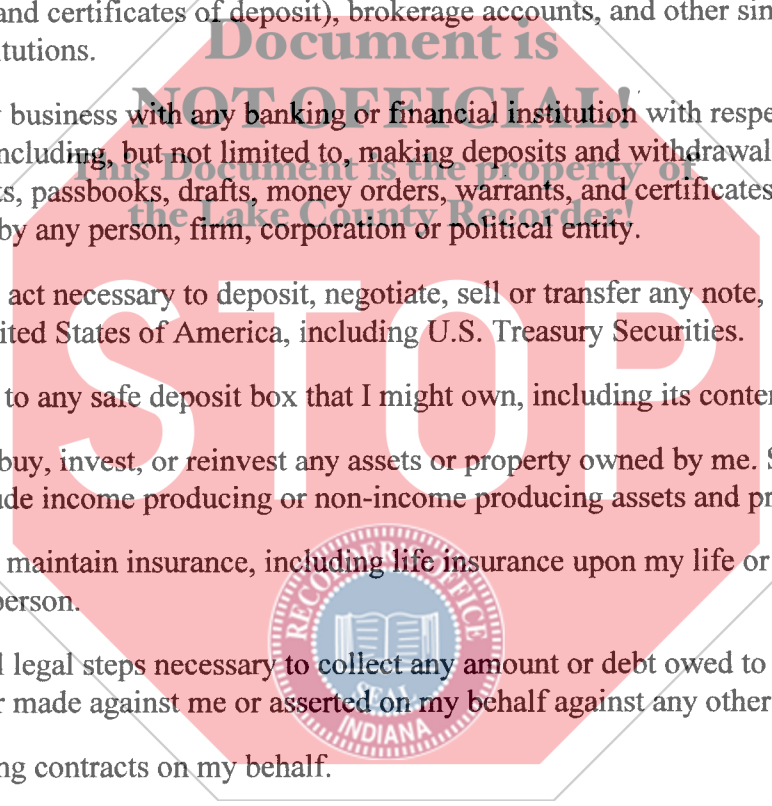 and certificates of deposit), brokerage accounts, and other sin
Document is
tutions.
NOT OFFICIAL!
business with any banking or financial institution with respe
ncluding, but not limited to, making deposits and withdrawal
This Document is the property of
ts, passbooks, drafts, money orders, warrants, and certificates
the Lake County Recorder!
by any person, firm, corporation or political entity.
act necessary to deposit, negotiate, sell or transfer any note,
ited States of America, including U.S. Treasury Securities.
STOP
to any safe deposit box that I might own, including its conten
buy, invest, or reinvest any assets or property owned by me. S
ude income producing or non-income producing assets and pr
maintain insurance, including life insurance upon my life or
person.
RECORDER'S OFFICE
l legal steps necessary to collect any amount or debt owed to
SEAL
r made against me or asserted on my behalf against any other
INDIANA
ng contracts on my behalf.